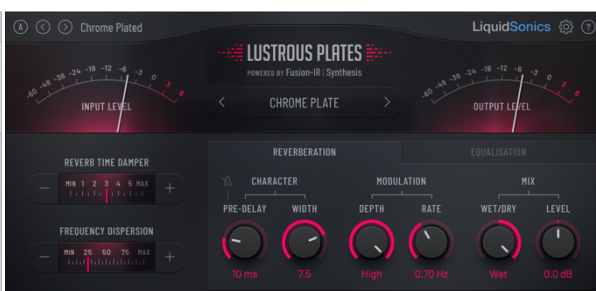 A Chrome Plated
LiquidSonics ?
LUSTROUS PLATES
POWERED BY Fusion-IR | Synthesis
-60 -48 -36 -24 -18 -12 -6 -3 0 3 6
INPUT LEVEL
CHROME PLATE
-60 -48 -36 -24 -18 -12 -6 -3 0 3 6
OUTPUT LEVEL
REVERB TIME DAMPER
MIN 1 2 3 4 5 MAX
FREQUENCY DISPERSION
MIN 25 50 75 MAX
REVERBERATION EQUALISATION
CHARACTER MODULATION MIX
PRE-DELAY WIDTH DEPTH RATE WET/DRY LEVEL
10 ms 7.5 High 0.70 Hz Wet 0.0 dB